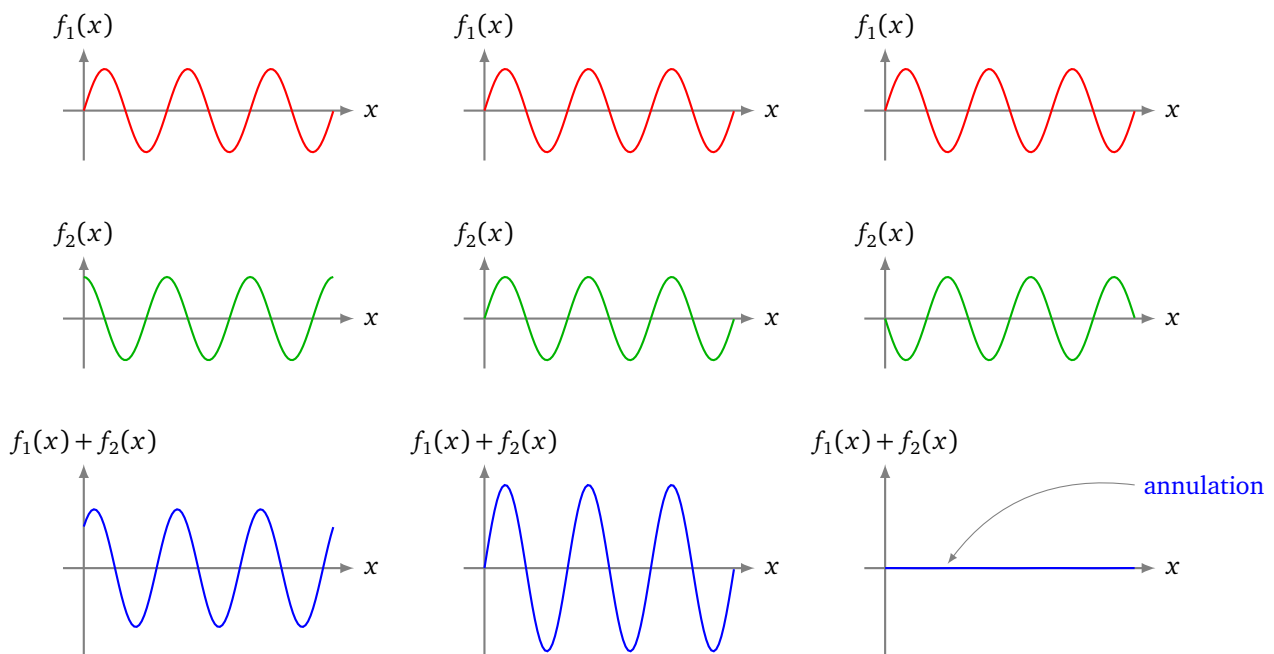 f₁(x)
x
f₁(x)
x
f₁(x)
x
f₂(x)
x
f₂(x)
x
f₂(x)
x
f₁(x) + f₂(x)
x
f₁(x) + f₂(x)
x
f₁(x) + f₂(x)
annulation
x